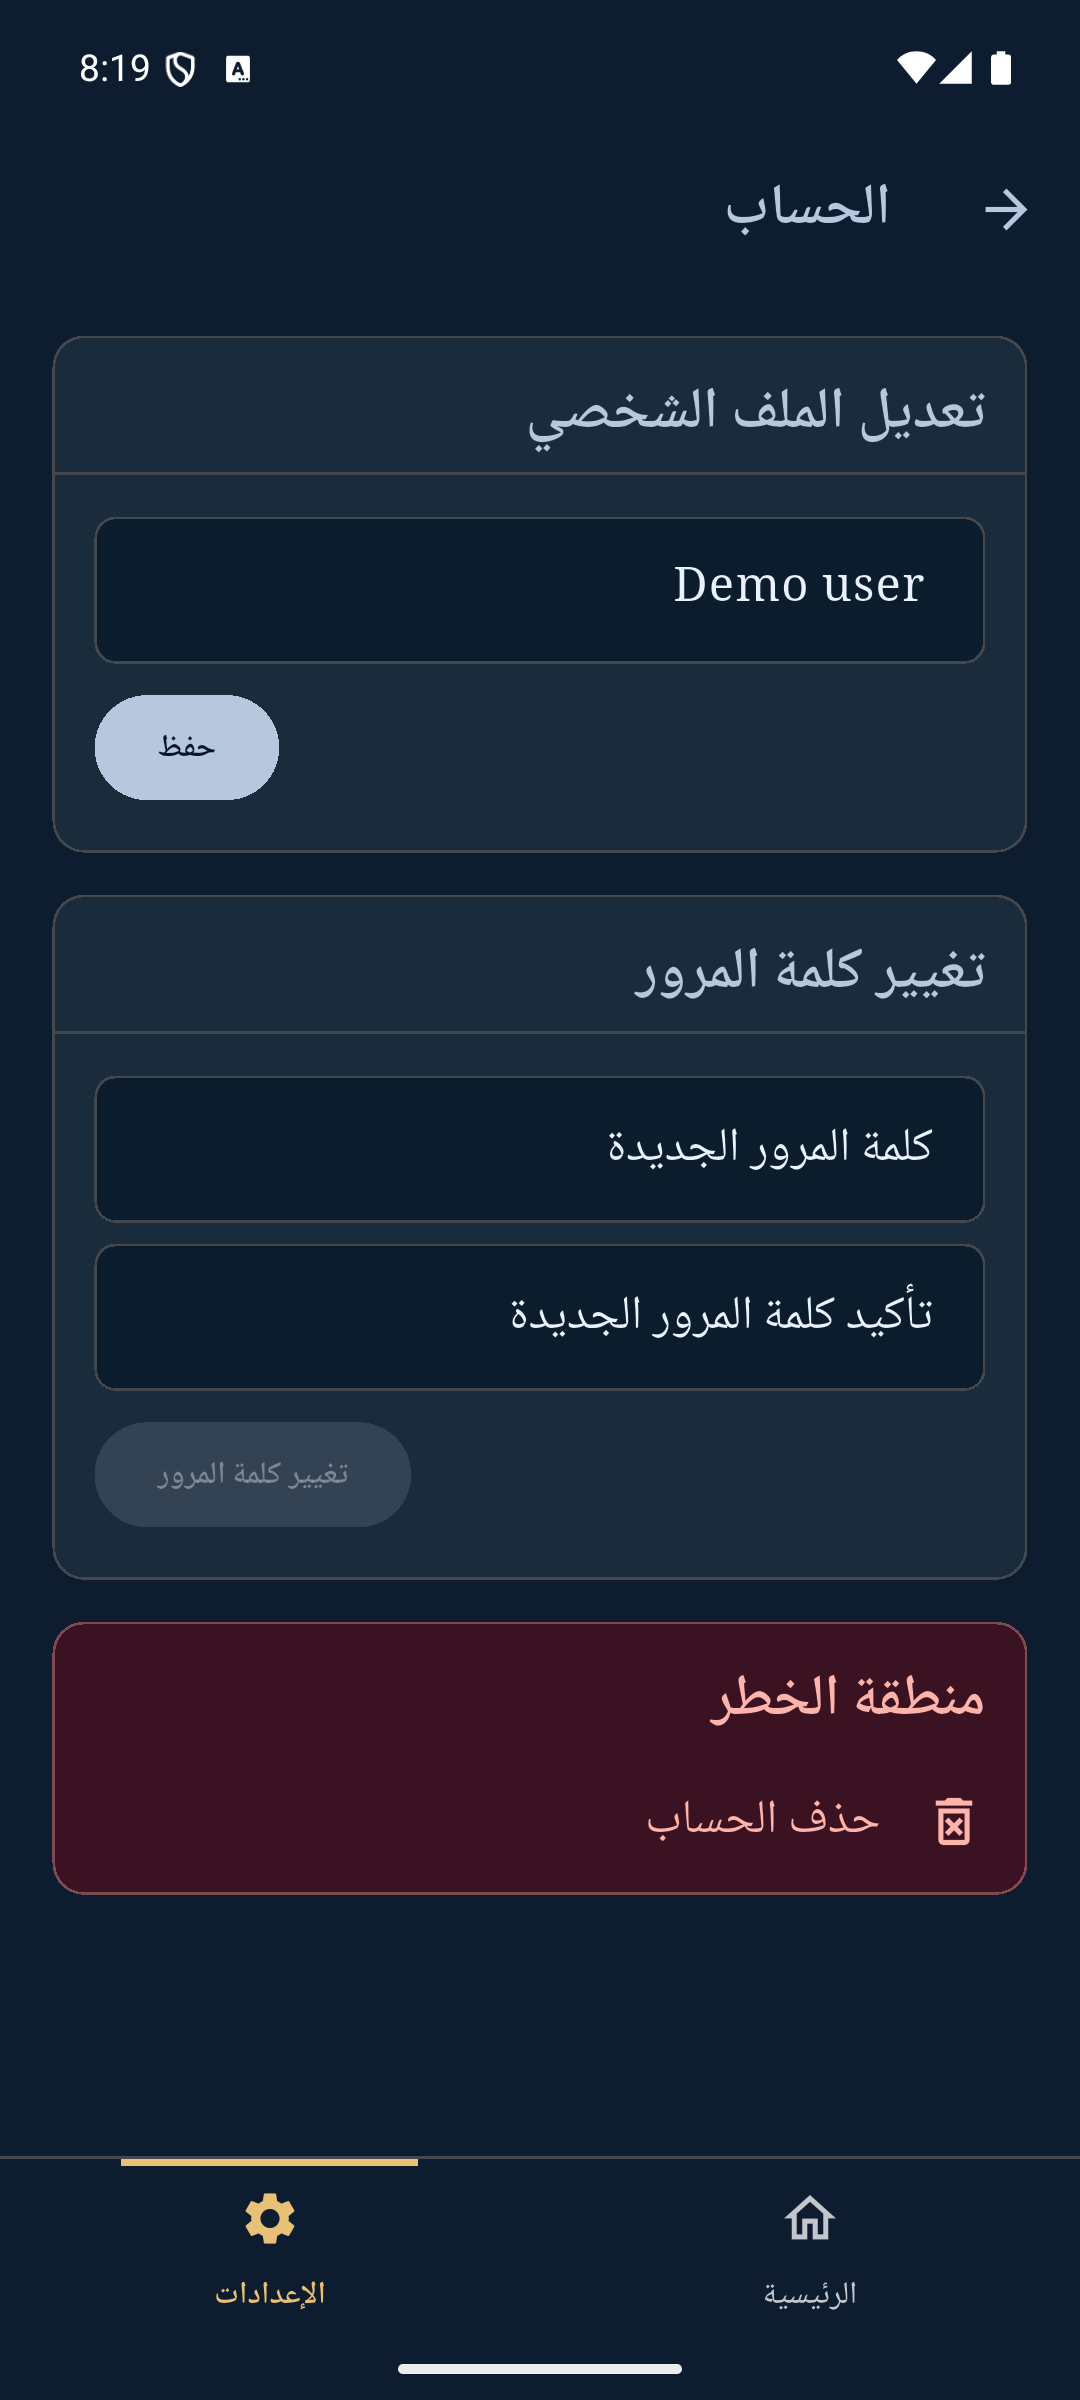 8:19
الحساب
تعديل الملف الشخصي
Demo user
حفظ
تغيير كلمة المرور
كلمة المرور الجديدة
تأكيد كلمة المرور الجديدة
تغيير كلمة المرور
منطقة الخطر
حذف الحساب
الرئيسية
الإعدادات